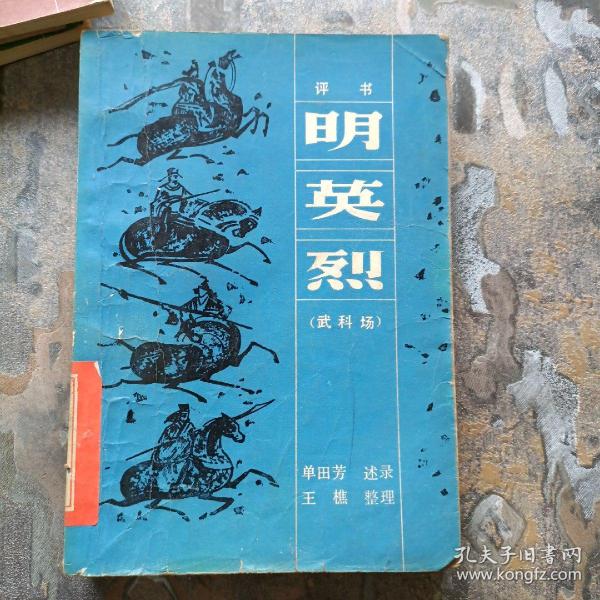 评书
明英烈
（武科场）
单田芳 述录
王樵 整理
孔夫子旧书网
www.kongfz.com